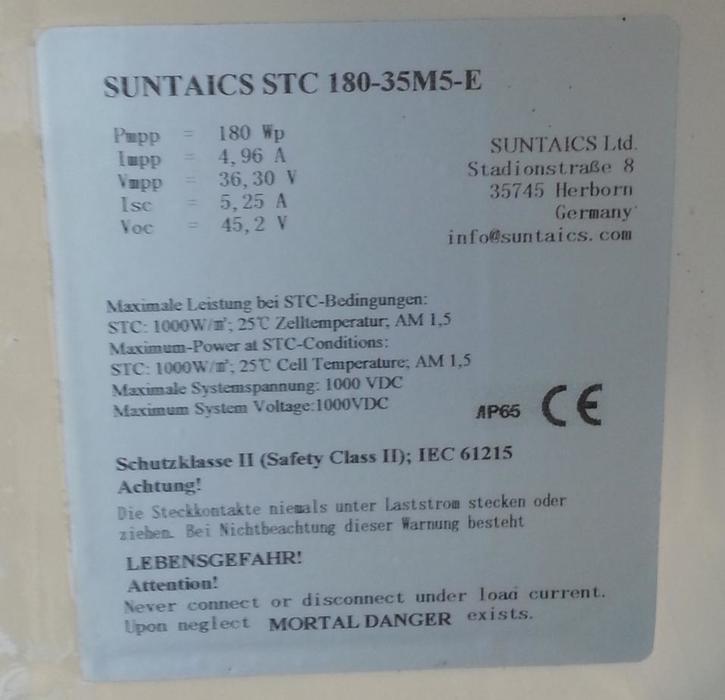 SUNTAICS STC 180-35M5-E
Pmpp = 180 Wp
Impp = 4,96 A
Vmpp = 36,30 V
Isc = 5,25 A
Voc = 45,2 V
SUNTAICS Ltd.
Stadionstraße 8
35745 Herborn
Germany
info@suntaics.com
Maximale Leistung bei STC-Bedingungen:
STC: 1000W/㎡; 25℃ Zelltemperatur; AM 1,5
Maximum-Power at STC-Conditions:
STC: 1000W/㎡; 25℃ Cell Temperature; AM 1,5
Maximale Systemspannung: 1000 VDC
Maximum System Voltage:1000VDC
AP65 CE
Schutzklasse II (Safety Class II); IEC 61215
Achtung!
Die Steckkontakte niemals unter Laststrom stecken oder
ziehen. Bei Nichtbeachtung dieser Warnung besteht
LEBENSGEFAHR!
Attention!
Never connect or disconnect under load current.
Upon neglect MORTAL DANGER exists.